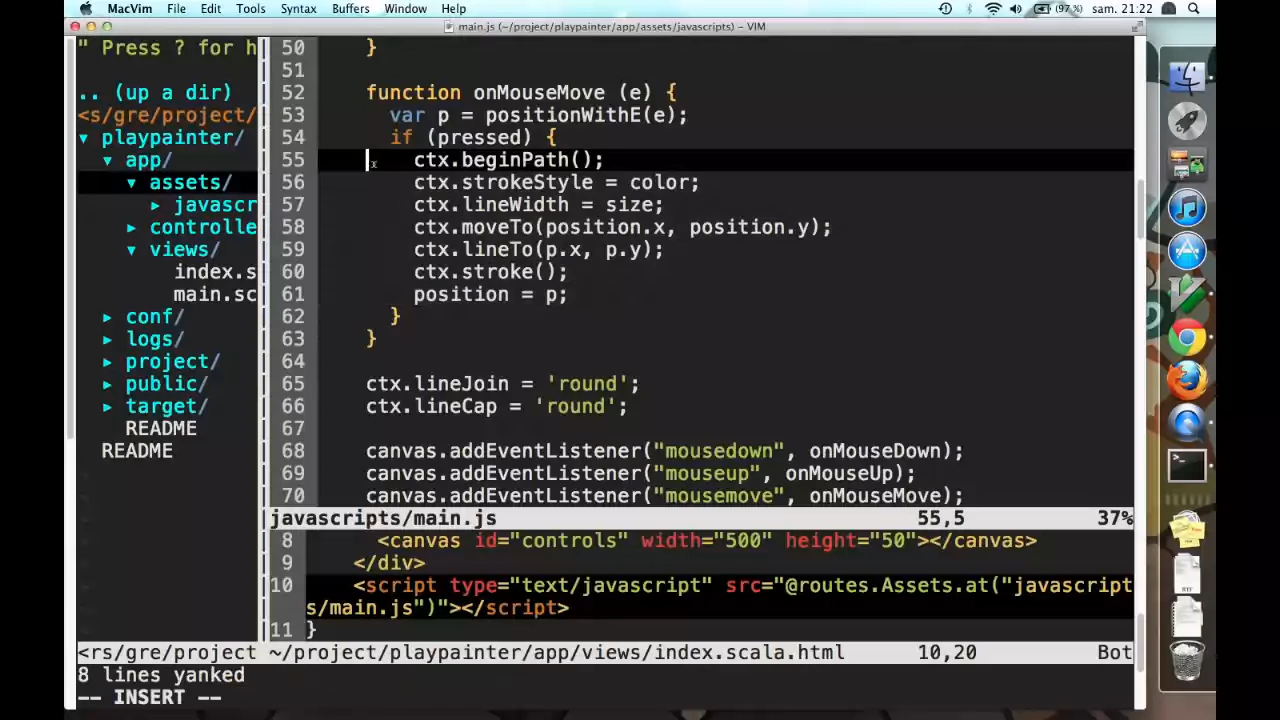 MacVim File Edit Tools Syntax Buffers Window Help (97 %) sam. 21:22
main.js (~/project/playpainter/app/assets/javascripts) – VIM
" Press ? for h
.. (up a dir)
<s/gre/project/
▾ playpainter/
▾ app/
▾ assets/
▸ javascr
▸ controlle
▾ views/
index.s
main.sc
▸ conf/
▸ logs/
▸ project/
▸ public/
▸ target/
README
README
50 }
51
52 function onMouseMove (e) {
53 var p = positionWithE(e);
54 if (pressed) {
55 ctx.beginPath();
56 ctx.strokeStyle = color;
57 ctx.lineWidth = size;
58 ctx.moveTo(position.x, position.y);
59 ctx.lineTo(p.x, p.y);
60 ctx.stroke();
61 position = p;
62 }
63 }
64
65 ctx.lineJoin = 'round';
66 ctx.lineCap = 'round';
67
68 canvas.addEventListener("mousedown", onMouseDown);
69 canvas.addEventListener("mouseup", onMouseUp);
70 canvas.addEventListener("mousemove", onMouseMove);
javascripts/main.js 55,5 37%
8 <canvas id="controls" width="500" height="50"></canvas>
9 </div>
10 <script type="text/javascript" src="@routes.Assets.at("javascript
s/main.js")"></script>
11 }
<rs/gre/project ~/project/playpainter/app/views/index.scala.html 10,20 Bot
8 lines yanked
-- INSERT --